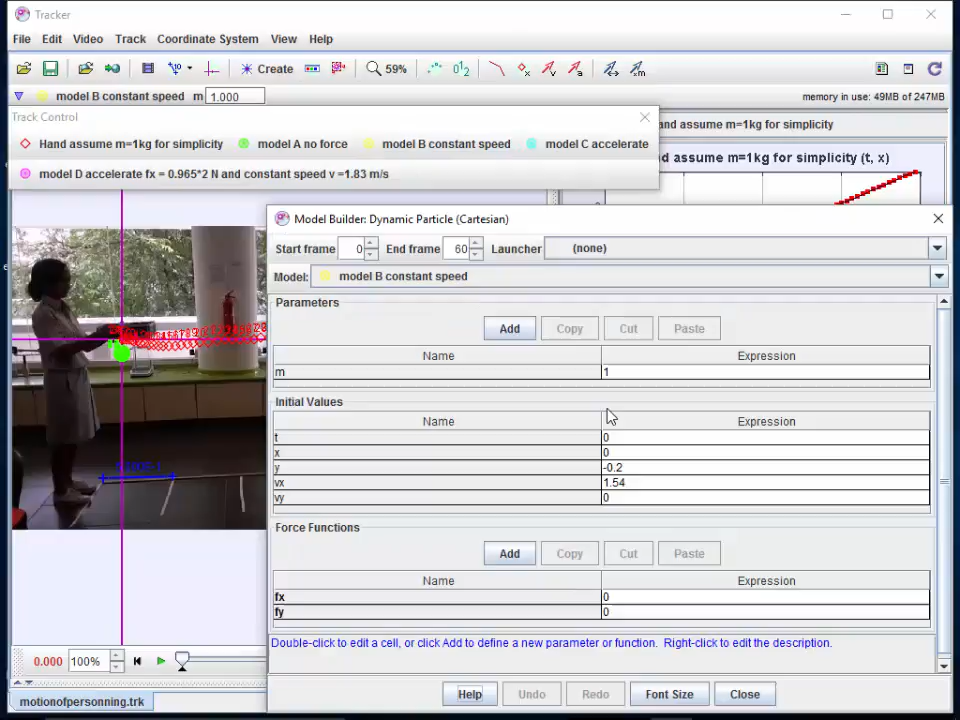 Tracker
File Edit Video Track Coordinate System View Help
Create 59%
model B constant speed m 1.000 memory in use: 49MB of 247MB
Track Control
Hand assume m=1kg for simplicity model A no force model B constant speed model C accelerate
model D accelerate fx = 0.965*2 N and constant speed v =1.83 m/s
and assume m=1kg for simplicity
d assume m=1kg for simplicity (t, x)
Model Builder: Dynamic Particle (Cartesian)
Start frame 0 End frame 60 Launcher (none)
Model: model B constant speed
Parameters
Add Copy Cut Paste
Name Expression
m 1
Initial Values
Name Expression
t 0
x 0
y -0.2
vx 1.54
vy 0
Force Functions
Add Copy Cut Paste
Name Expression
fx 0
fy 0
Double-click to edit a cell, or click Add to define a new parameter or function. Right-click to edit the description.
0.000 100%
Help Undo Redo Font Size Close
motionofpersonning.trk